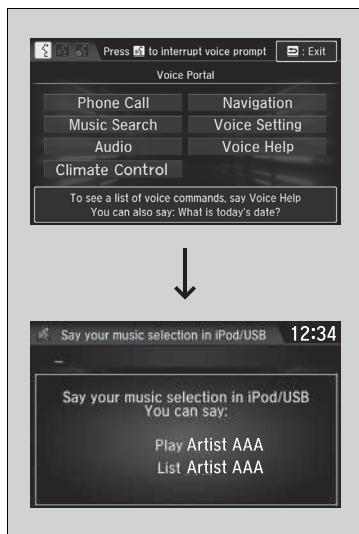 Press to interrupt voice prompt : Exit
Voice Portal
Phone Call Navigation
Music Search Voice Setting
Audio Voice Help
Climate Control
To see a list of voice commands, say Voice Help
You can also say: What is today's date?
Say your music selection in iPod/USB 12:34
Say your music selection in iPod/USB
You can say:
Play Artist AAA
List Artist AAA